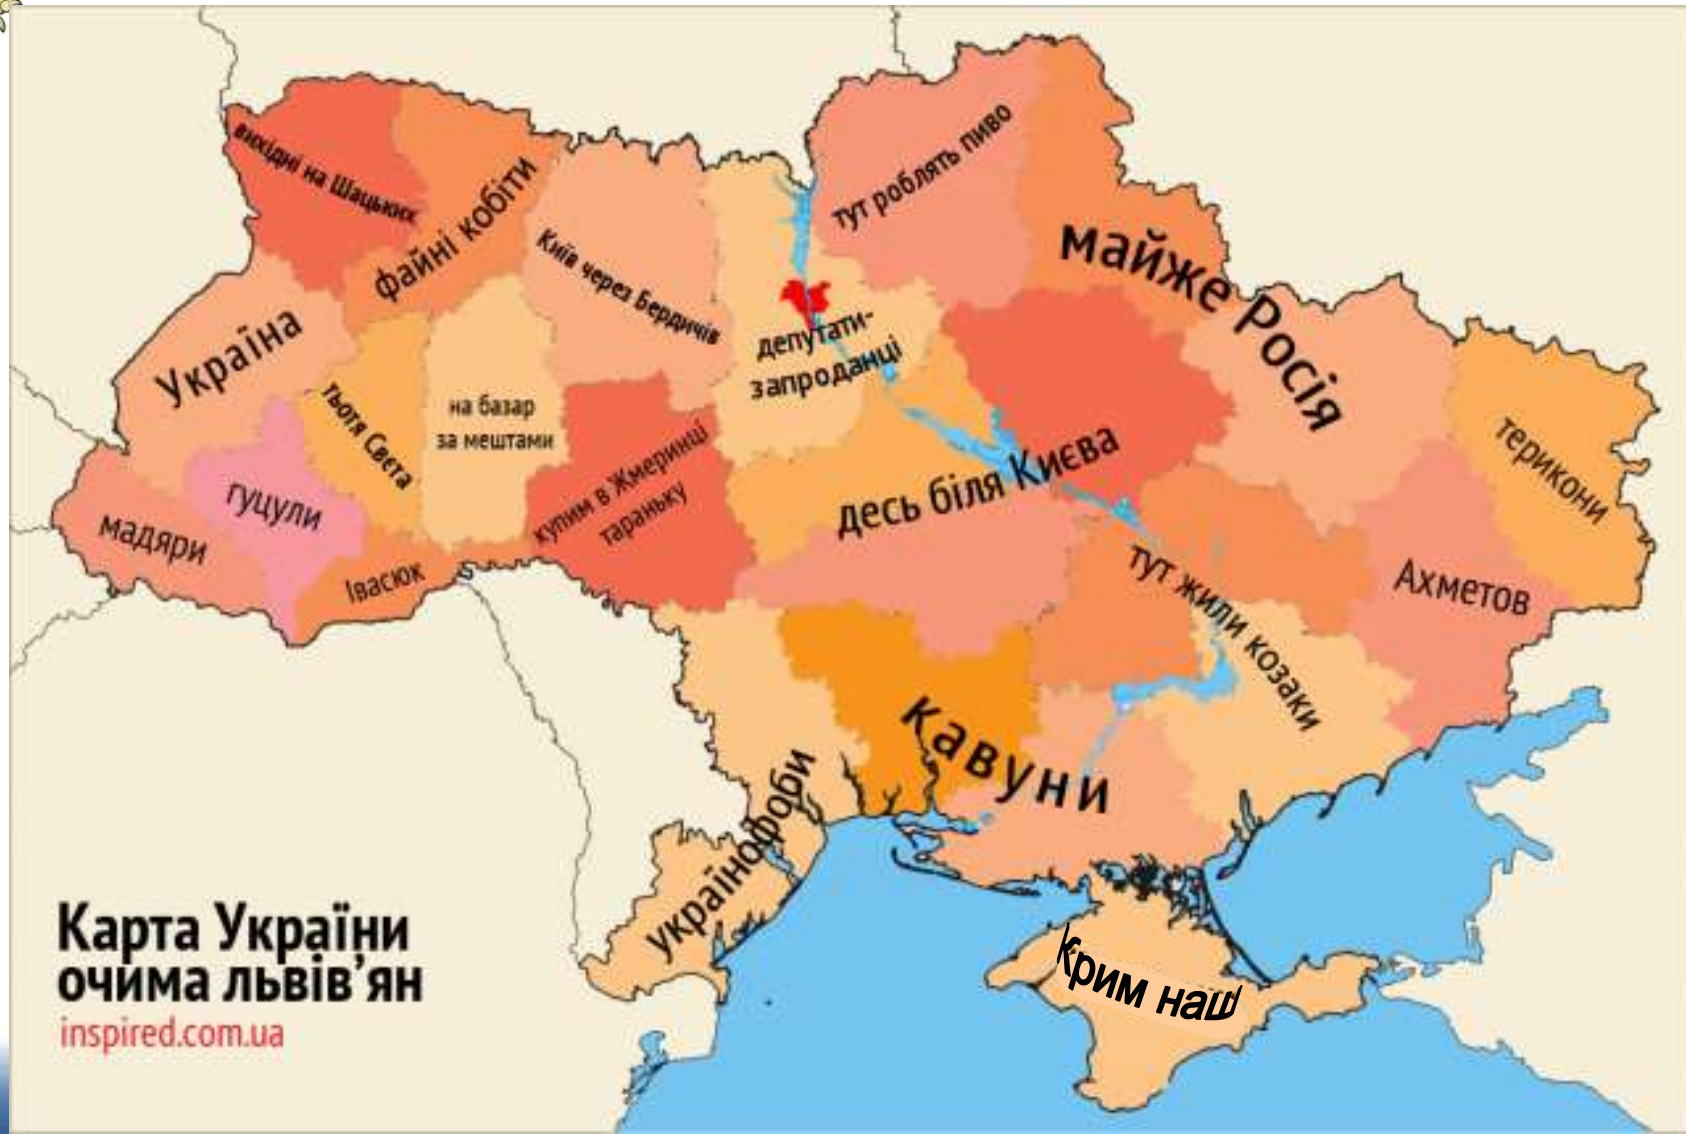 вихідні на Шацьких
файні кобіти
Київ через Бердичів
тут роблять пиво
майже Росія
депутати-
запроданці
Україна
тьотя Свєта
на базар
за мештами
купим в Жмеринці
тараньку
десь біля Києва
терикони
гуцули
мадяри
Івасюк
тут жили козаки
Ахметов
кавуни
українофоби
Крим наш
Карта України
очима львів'ян
inspired.com.ua